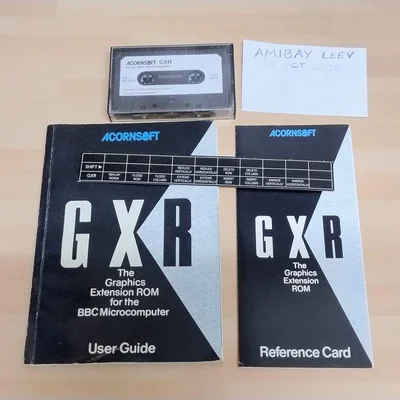 ACORNSOFT GXR
AMIBAY LEEV
OCT 2025
ACORNSOFT
ACORNSOFT
SHIFT
REDUCE VERTICALLY
REDUCE HORIZONTALLY
DELETE ROW
DELETE COLUMN
GXR
FLOOD ROW
FLOOD COLUMN
EXTEND VERTICALLY
EXTEND HORIZONTALLY
INSERT ROW
INSERT COLUMN
MIRROR VERTICALLY
MIRROR HORIZONTALLY
GXR
The
Graphics
Extension ROM
for the
BBC Microcomputer
User Guide
GXR
The
Graphics
Extension
ROM
Reference Card